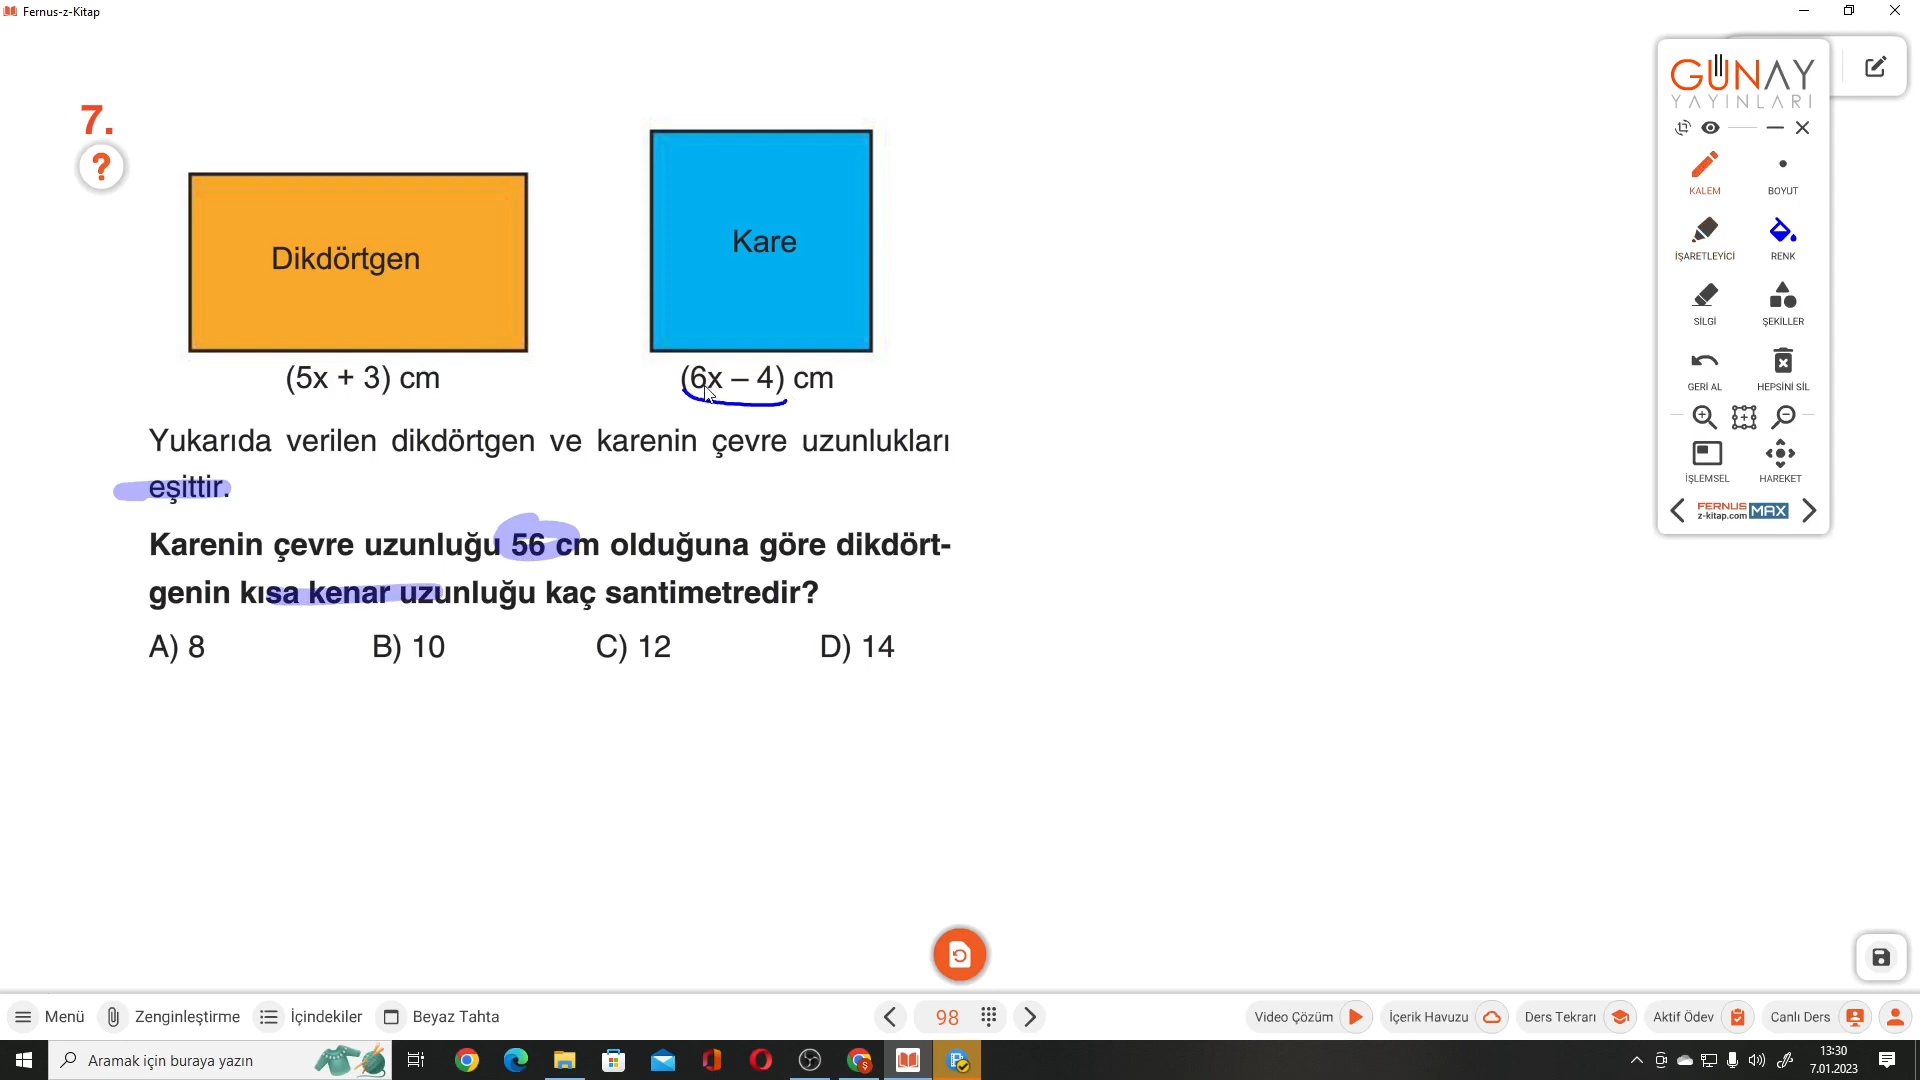 Fernus-z-Kitap
GÜNAY
YAYINLARI
7.
?
Dikdörtgen
Kare
(5x + 3) cm
(6x – 4) cm
Yukarıda verilen dikdörtgen ve karenin çevre uzunlukları
eşittir.
Karenin çevre uzunluğu 56 cm olduğuna göre dikdört-
genin kısa kenar uzunluğu kaç santimetredir?
A) 8 B) 10 C) 12 D) 14
KALEM BOYUT
İŞARETLEYİCİ RENK
SİLGİ ŞEKİLLER
GERİ AL HEPSİNİ SİL
İŞLEMSEL HAREKET
FERNUS
z-kitap.com MAX
Menü Zenginleştirme İçindekiler Beyaz Tahta 98 Video Çözüm İçerik Havuzu Ders Tekrarı Aktif Ödev Canlı Ders
Aramak için buraya yazın
13:30
7.01.2023